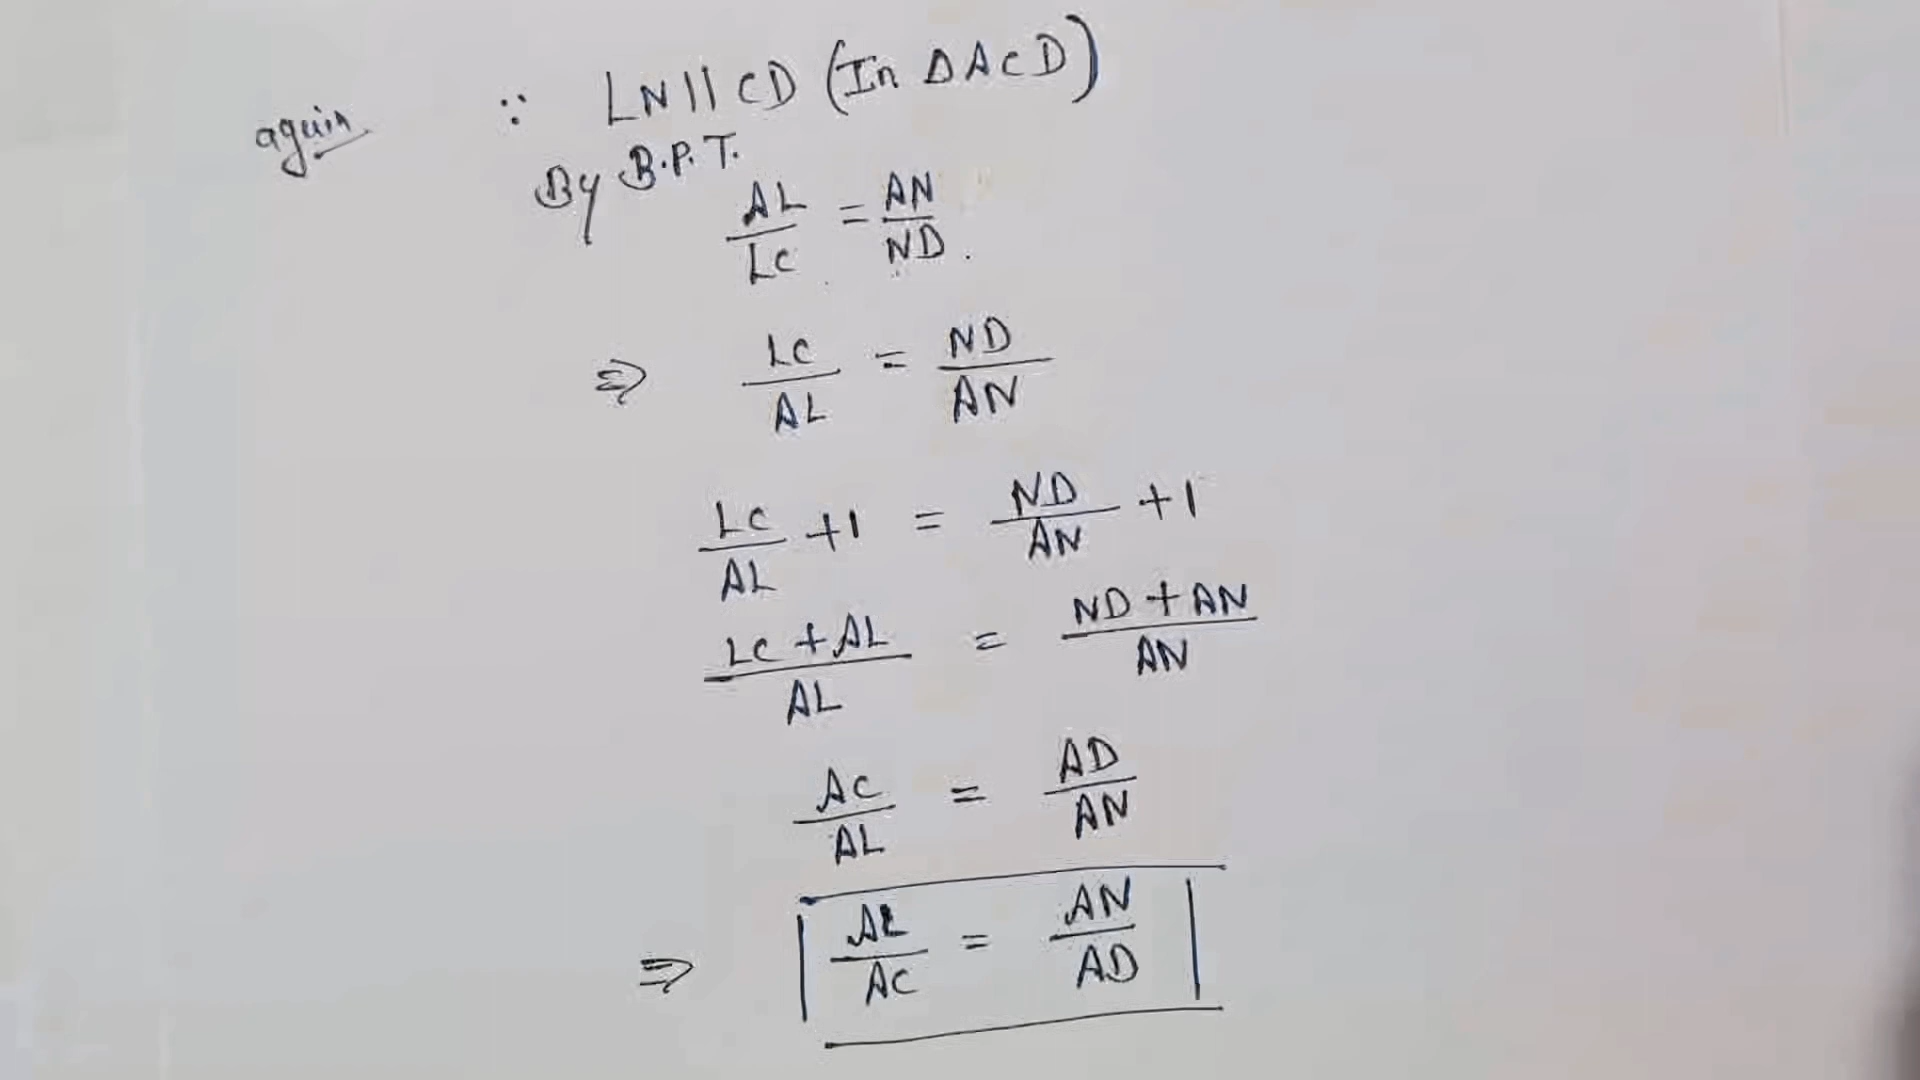 again ∵ LN || CD (In Δ ACD)
By B.P.T.
AL/LC = AN/ND.
⇒ LC/AL = ND/AN
LC/AL + 1 = ND/AN + 1
LC + AL/AL = ND + AN/AN
AC/AL = AD/AN
⇒ AL/AC = AN/AD